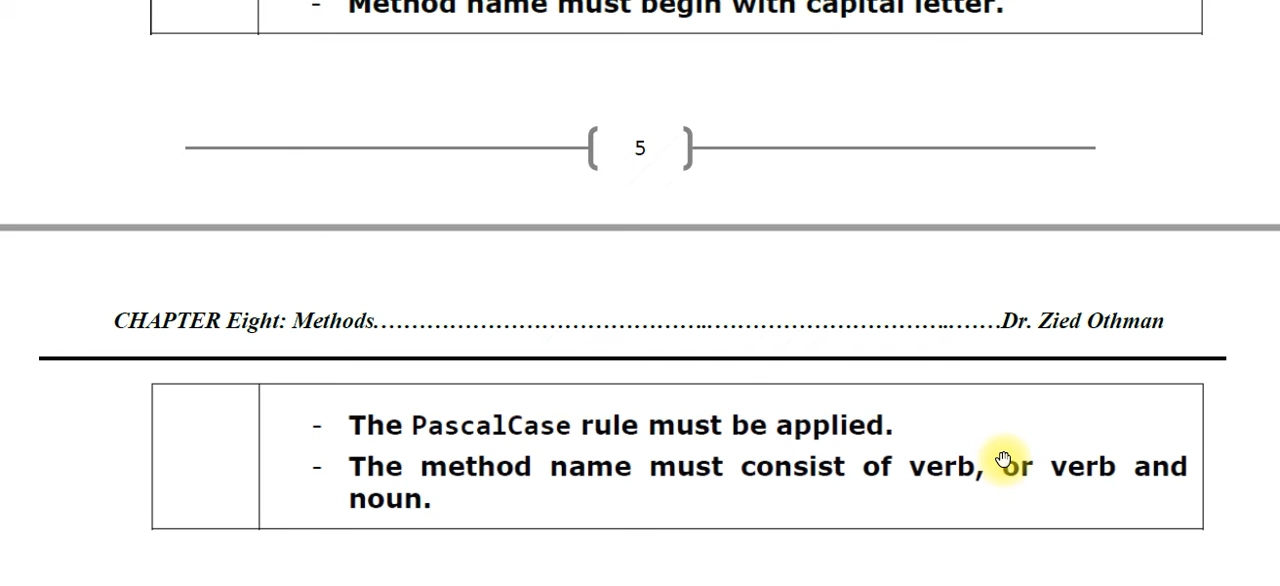 - Method name must begin with capital letter.
5
CHAPTER Eight: Methods……………………………………..…………………………..……Dr. Zied Othman
- The PascalCase rule must be applied.
- The method name must consist of verb, or verb and
noun.